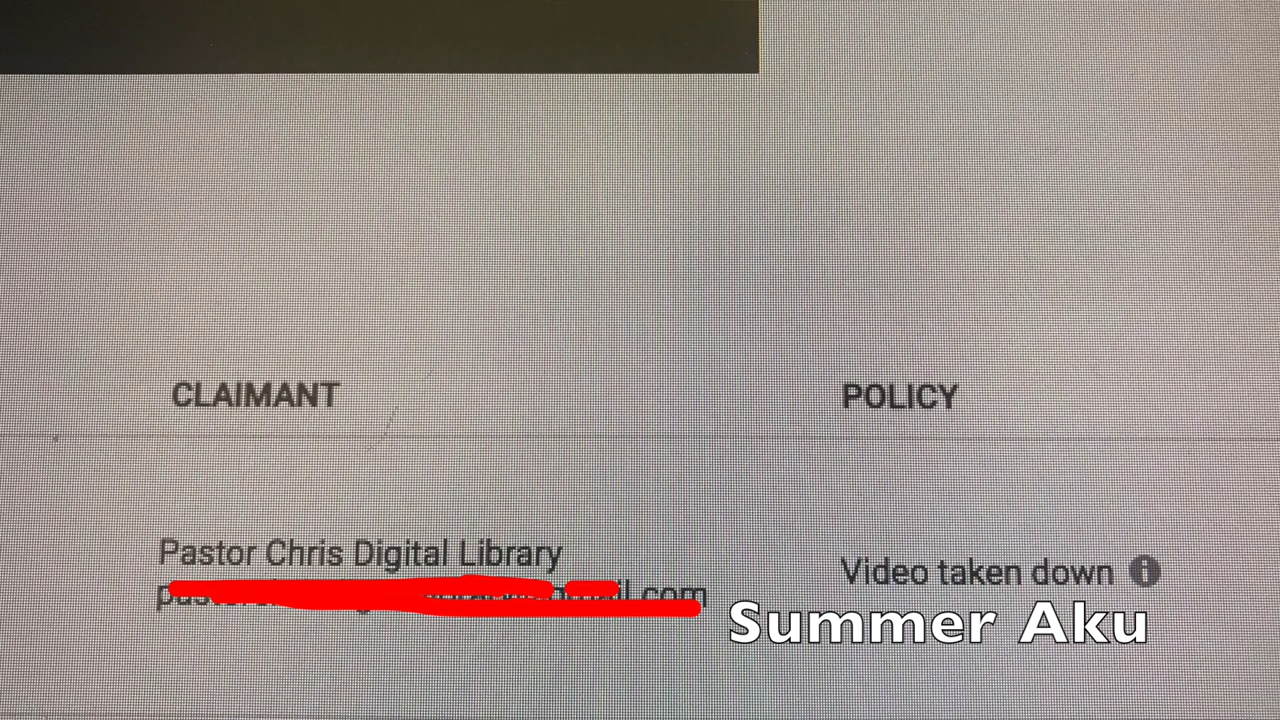 CLAIMANT
POLICY
Pastor Chris Digital Library
Video taken down
Summer Aku